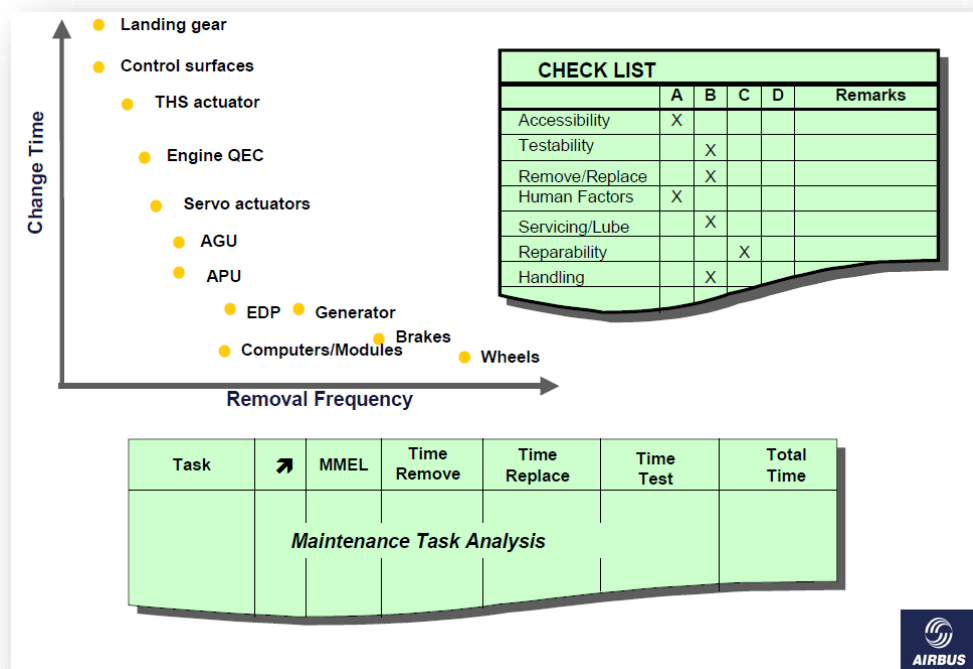 Landing gear
Control surfaces
THS actuator
Engine QEC
Servo actuators
AGU
APU
EDP Generator
Brakes
Computers/Modules
Wheels
Change Time
Removal Frequency
CHECK LIST
A B C D Remarks
Accessibility X
Testability X
Remove/Replace X
Human Factors X
Servicing/Lube X
Reparability X
Handling X
Task MMEL Time Remove Time Replace Time Test Total Time
Maintenance Task Analysis
AIRBUS